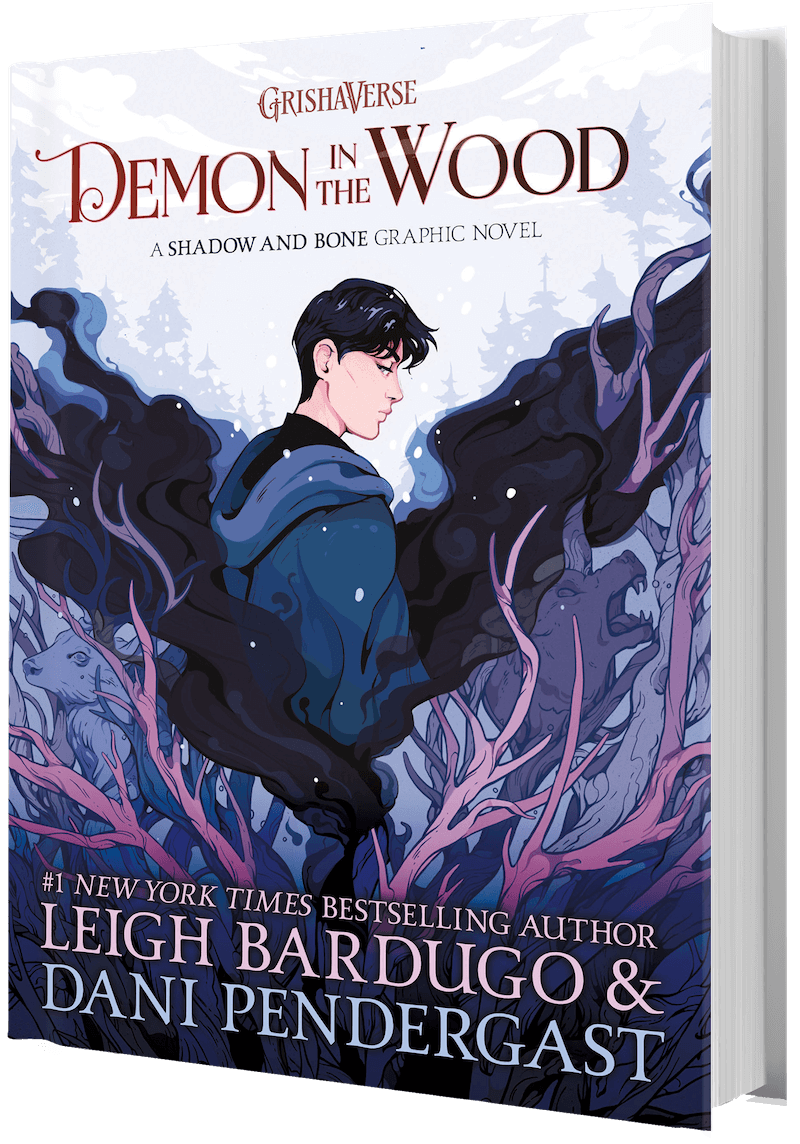 GRISHAVERSE
DEMON IN THE WOOD
A SHADOW AND BONE GRAPHIC NOVEL
#1 NEW YORK TIMES BESTSELLING AUTHOR
LEIGH BARDUGO &
DANI PENDERGAST